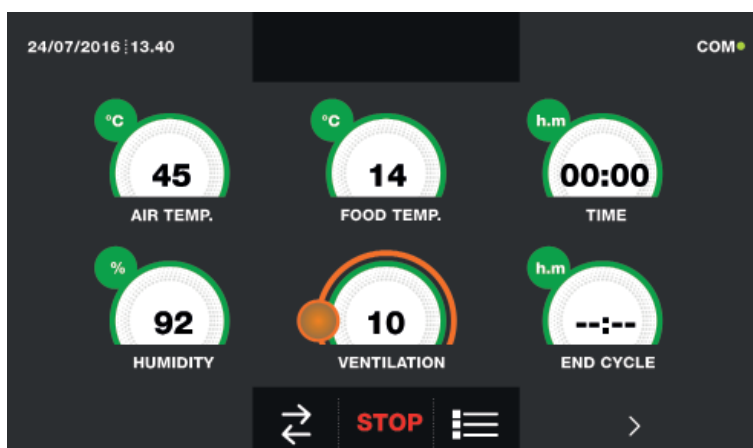 24/07/2016 13.40
COM
°C
°C
h.m
45
14
00:00
AIR TEMP.
FOOD TEMP.
TIME
%
h.m
92
10
--:--
HUMIDITY
VENTILATION
END CYCLE
STOP